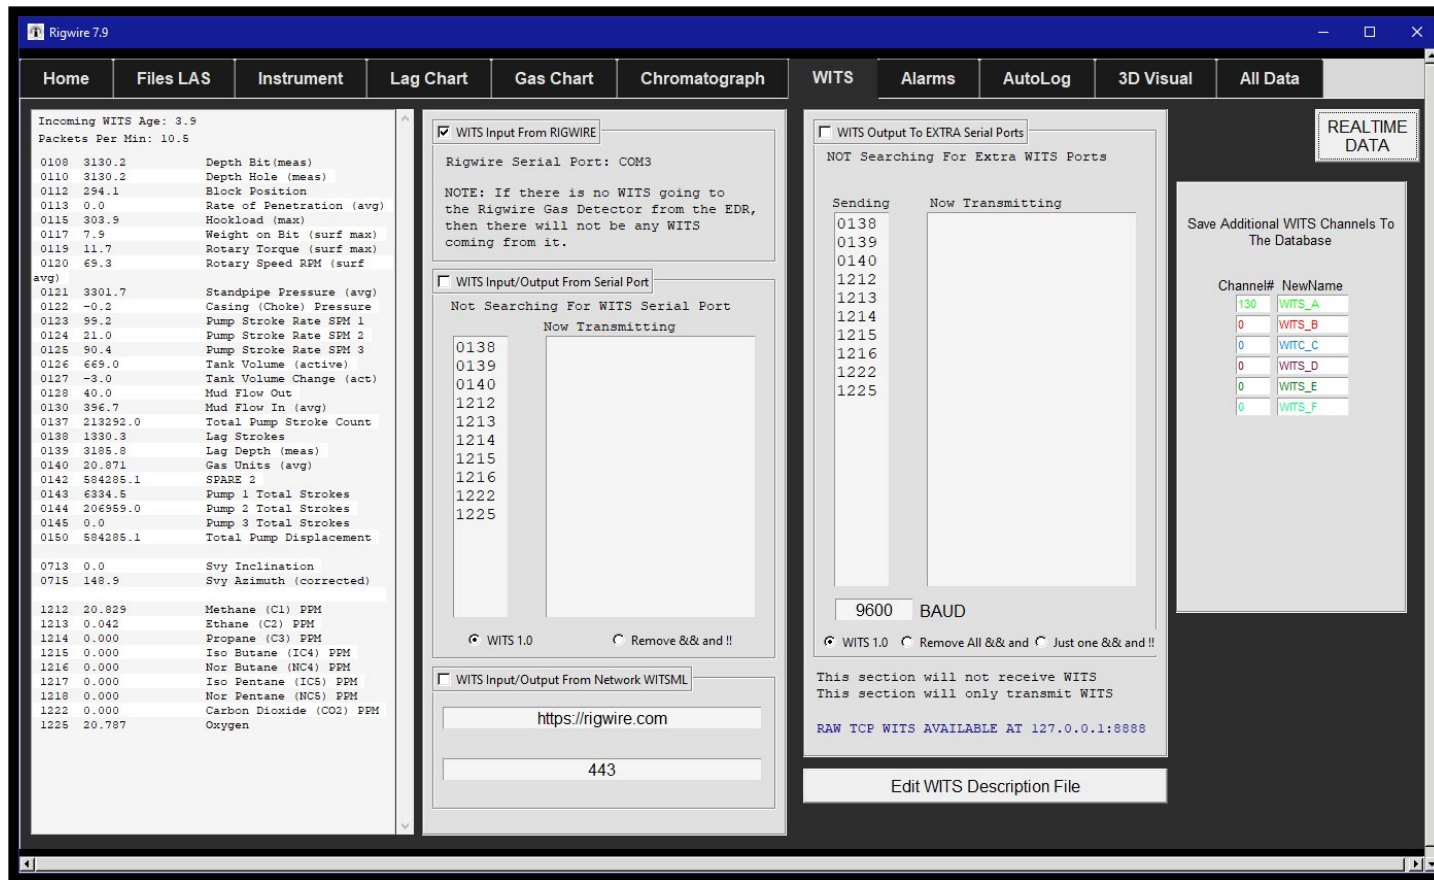 Rigwire 7.9
Home
Files LAS
Instrument
Lag Chart
Gas Chart
Chromatograph
WITS
Alarms
AutoLog
3D Visual
All Data
Incoming WITS Age: 3.9
Packets Per Min: 10.5
0108 3130.2 Depth Bit(meas)
0110 3130.2 Depth Hole (meas)
0112 294.1 Block Position
0113 0.0 Rate of Penetration (avg)
0115 303.9 Hookload (max)
0117 7.9 Weight on Bit (surf max)
0119 11.7 Rotary Torque (surf max)
0120 69.3 Rotary Speed RPM (surf
avg)
0121 3301.7 Standpipe Pressure (avg)
0122 -0.2 Casing (Choke) Pressure
0123 99.2 Pump Stroke Rate SPM 1
0124 21.0 Pump Stroke Rate SPM 2
0125 90.4 Pump Stroke Rate SPM 3
0126 669.0 Tank Volume (active)
0127 -3.0 Tank Volume Change (act)
0128 40.0 Mud Flow Out
0130 396.7 Mud Flow In (avg)
0137 213292.0 Total Pump Stroke Count
0138 1330.3 Lag Strokes
0139 3185.8 Lag Depth (meas)
0140 20.871 Gas Units (avg)
0142 584285.1 SPARE 2
0143 6334.5 Pump 1 Total Strokes
0144 206959.0 Pump 2 Total Strokes
0145 0.0 Pump 3 Total Strokes
0150 584285.1 Total Pump Displacement
0713 0.0 Svy Inclination
0715 148.9 Svy Azimuth (corrected)
1212 20.829 Methane (C1) PPM
1213 0.042 Ethane (C2) PPM
1214 0.000 Propane (C3) PPM
1215 0.000 Iso Butane (IC4) PPM
1216 0.000 Nor Butane (NC4) PPM
1217 0.000 Iso Pentane (IC5) PPM
1218 0.000 Nor Pentane (NC5) PPM
1222 0.000 Carbon Dioxide (CO2) PPM
1225 20.787 Oxygen
WITS Input From RIGWIRE
Rigwire Serial Port: COM3
NOTE: If there is no WITS going to
the Rigwire Gas Detector from the EDR,
then there will not be any WITS
coming from it.
WITS Input/Output From Serial Port
Not Searching For WITS Serial Port
Now Transmitting
0138
0139
0140
1212
1213
1214
1215
1216
1222
1225
WITS 1.0
Remove && and !!
WITS Input/Output From Network WITSML
https://rigwire.com
443
WITS Output To EXTRA Serial Ports
NOT Searching For Extra WITS Ports
Sending Now Transmitting
0138
0139
0140
1212
1213
1214
1215
1216
1222
1225
9600 BAUD
WITS 1.0
Remove All && and
Just one && and !!
This section will not receive WITS
This section will only transmit WITS
RAW TCP WITS AVAILABLE AT 127.0.0.1:8888
Edit WITS Description File
REALTIME
DATA
Save Additional WITS Channels To
The Database
Channel# NewName
130 WITS_A
0 WITS_B
0 WITC_C
0 WITS_D
0 WITS_E
0 WITS_F